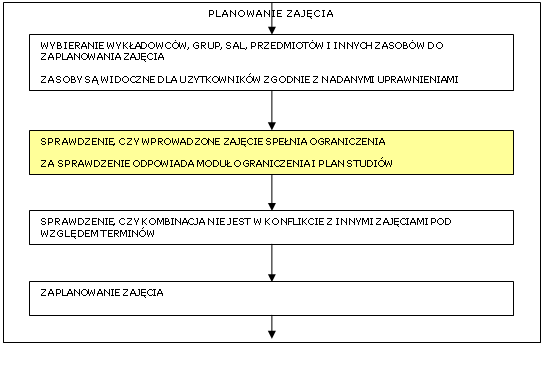 PLANOWANIE ZAJĘCIA
WYBIERANIE WYKŁADOWCÓW, GRUP, SAL, PRZEDMIOTÓW I INNYCH ZASOBÓW DO
ZAPLANOWANIA ZAJĘCIA
ZASOBY SĄ WIDOCZNE DLA UZYTKOWNIKÓW ZGODNIE Z NADANYMI UPRAWNIENIAMI
SPRAWDZENIE, CZY WPROWADZONE ZAJĘCIE SPEŁNIA OGRANICZENIA
ZA SPRAWDZENIE ODPOWIADA MODUŁ OGRANICZENIA I PLAN STUDIÓW
SPRAWDZENIE, CZY KOMBINACJA NIE JEST W KONFLIKCIE Z INNYMI ZAJĘCIAMI POD
WZGLĘDEM TERMINÓW
ZAPLANOWANIE ZAJĘCIA